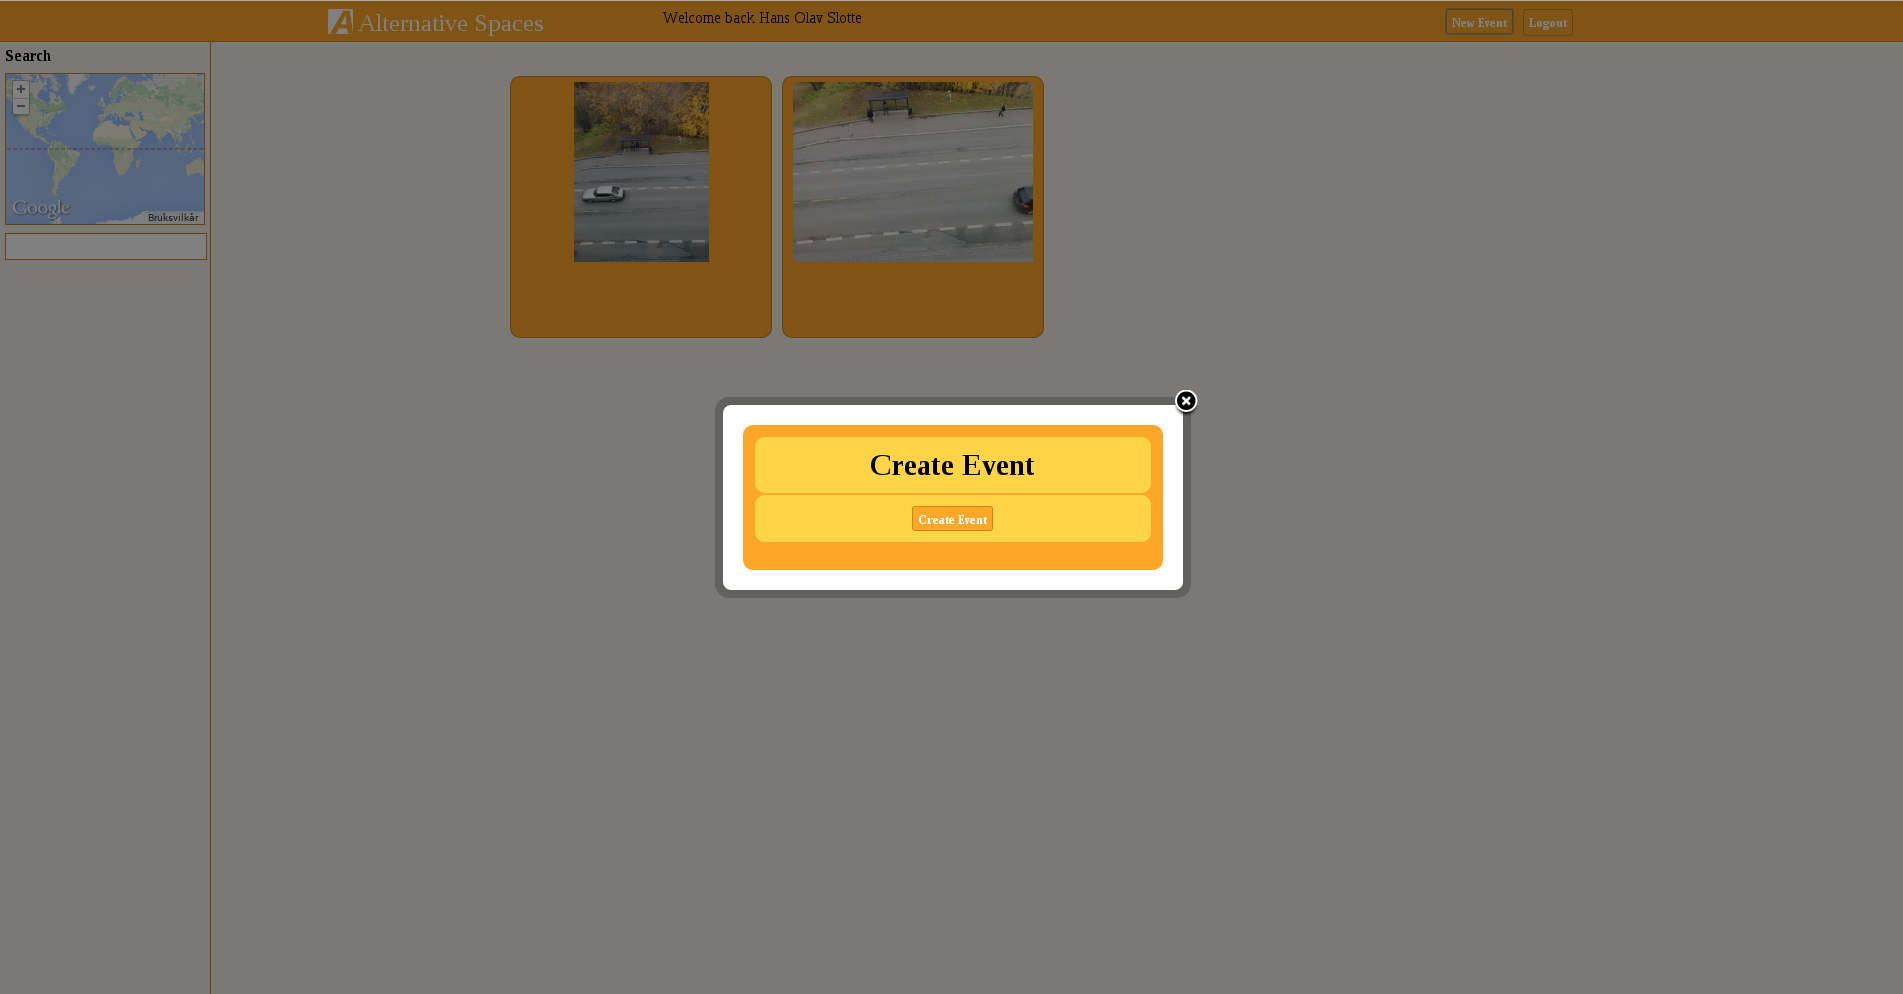 Alternative Spaces
Welcome back Hans Olav Slotte
New Event
Logout
Search
+
−
Google
Bruksvilkår
Create Event
Create Event